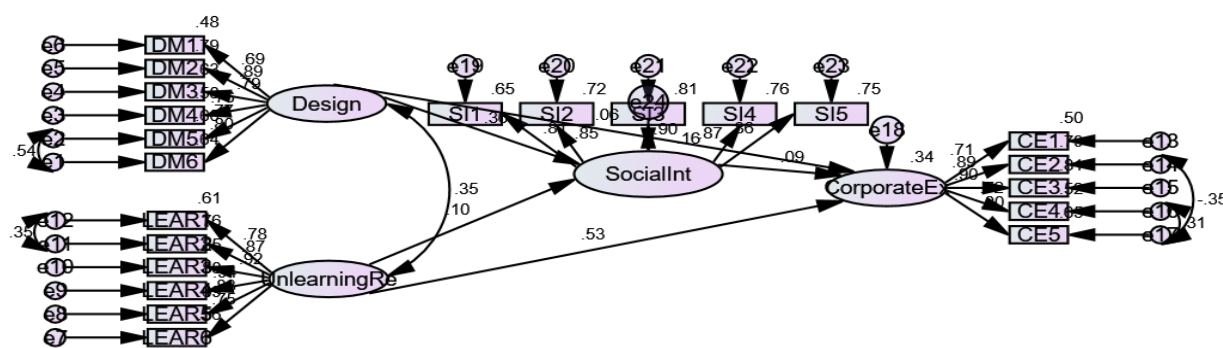 .48
e6 DM1
.69
e5 DM2
.89
e4 DM3
.79
e3 DM4
e2 DM5
e1 DM6
.54
Design
e19 e20 e21 e22 e23
e24
.65 .72 .81 .76 .75
SI1 SI2 SI3 SI4 SI5
.06
.85 .90 .87 .86
.16
SocialInt
.09
e18
.34
CorporateEx
.50
.71 CE1 e13
.89 CE2 e14
.90 CE3 e15
CE4 e16
CE5 e17
-.35
.31
.35
.10
.53
.61
e12 LEAR1
.78
e11 LEAR2
.87
e10 LEAR3
.92
e9 LEAR4
e8 LEAR5
.75
e7 LEAR6
.35
UnlearningRe